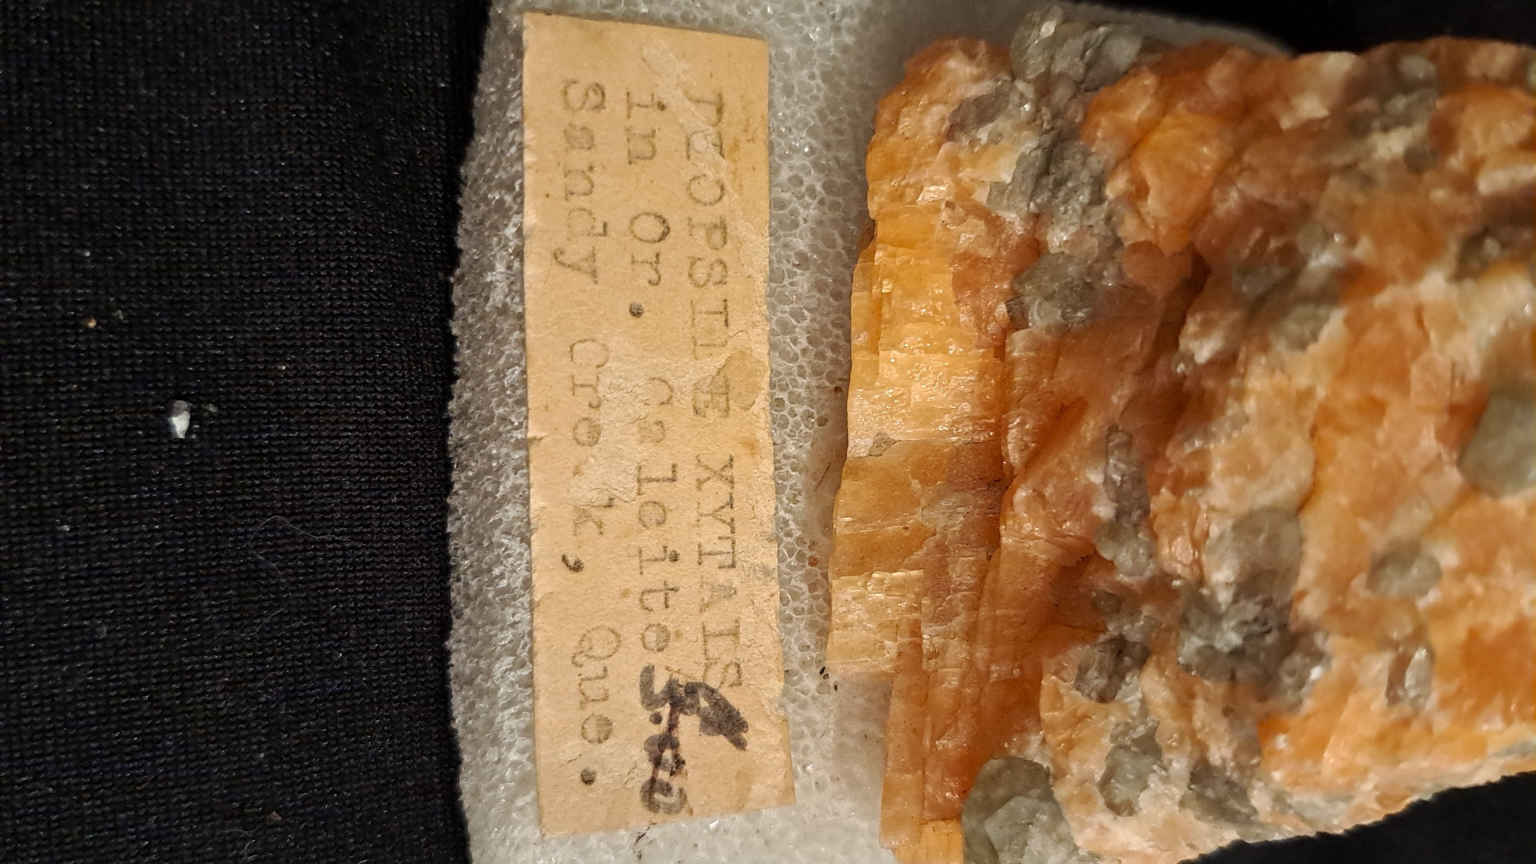 DIOPSIDE XYTALS
in Or. Calcite
Sandy Creek, Que.